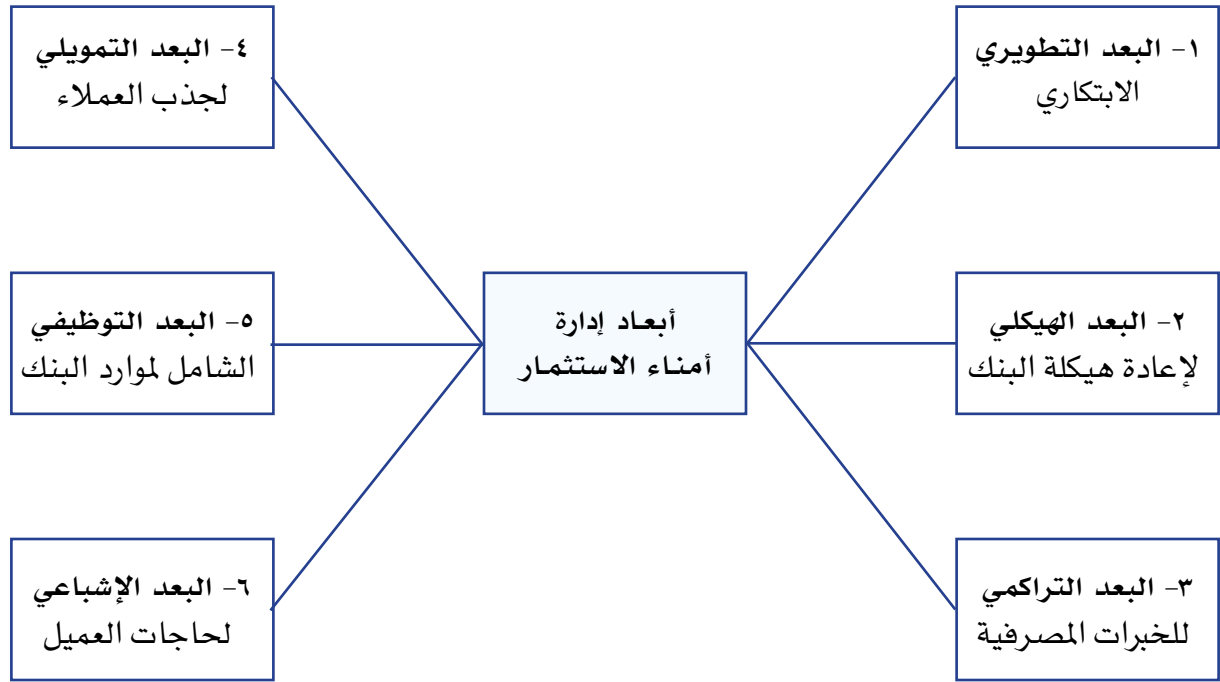 ١- البعد التطويري
الابتكاري
٢- البعد الهيكلي
لإعادة هيكلة البنك
٣- البعد التراكمي
للخبرات المصرفية
أبعاد إدارة
أمناء الاستثمار
٤- البعد التمويلي
لجذب العملاء
٥- البعد التوظيفي
الشامل لموارد البنك
٦- البعد الإشباعي
لحاجات العميل